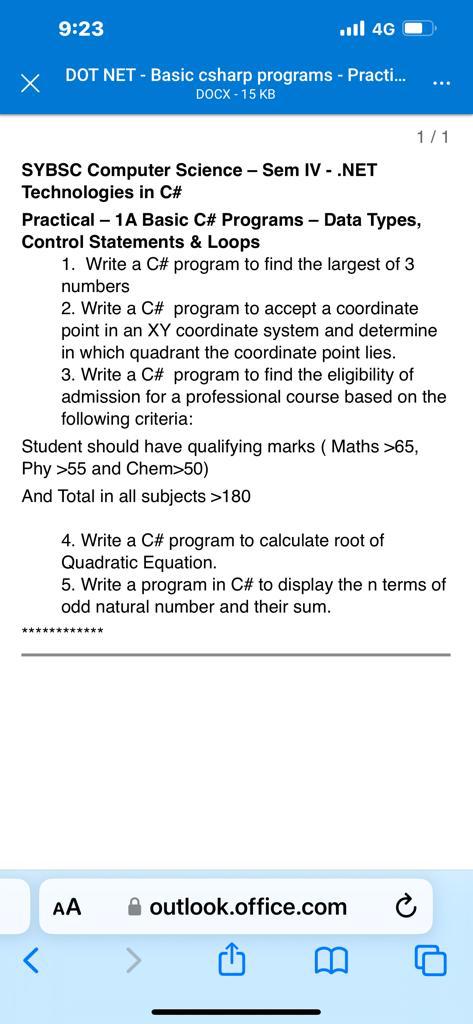 9:23
4G
DOT NET - Basic csharp programs - Practi...
DOCX - 15 KB
1 / 1
SYBSC Computer Science – Sem IV - .NET
Technologies in C#
Practical – 1A Basic C# Programs – Data Types,
Control Statements & Loops
1. Write a C# program to find the largest of 3
numbers
2. Write a C# program to accept a coordinate
point in an XY coordinate system and determine
in which quadrant the coordinate point lies.
3. Write a C# program to find the eligibility of
admission for a professional course based on the
following criteria:
Student should have qualifying marks ( Maths >65,
Phy >55 and Chem>50)
And Total in all subjects >180
4. Write a C# program to calculate root of
Quadratic Equation.
5. Write a program in C# to display the n terms of
odd natural number and their sum.
************
AA
outlook.office.com